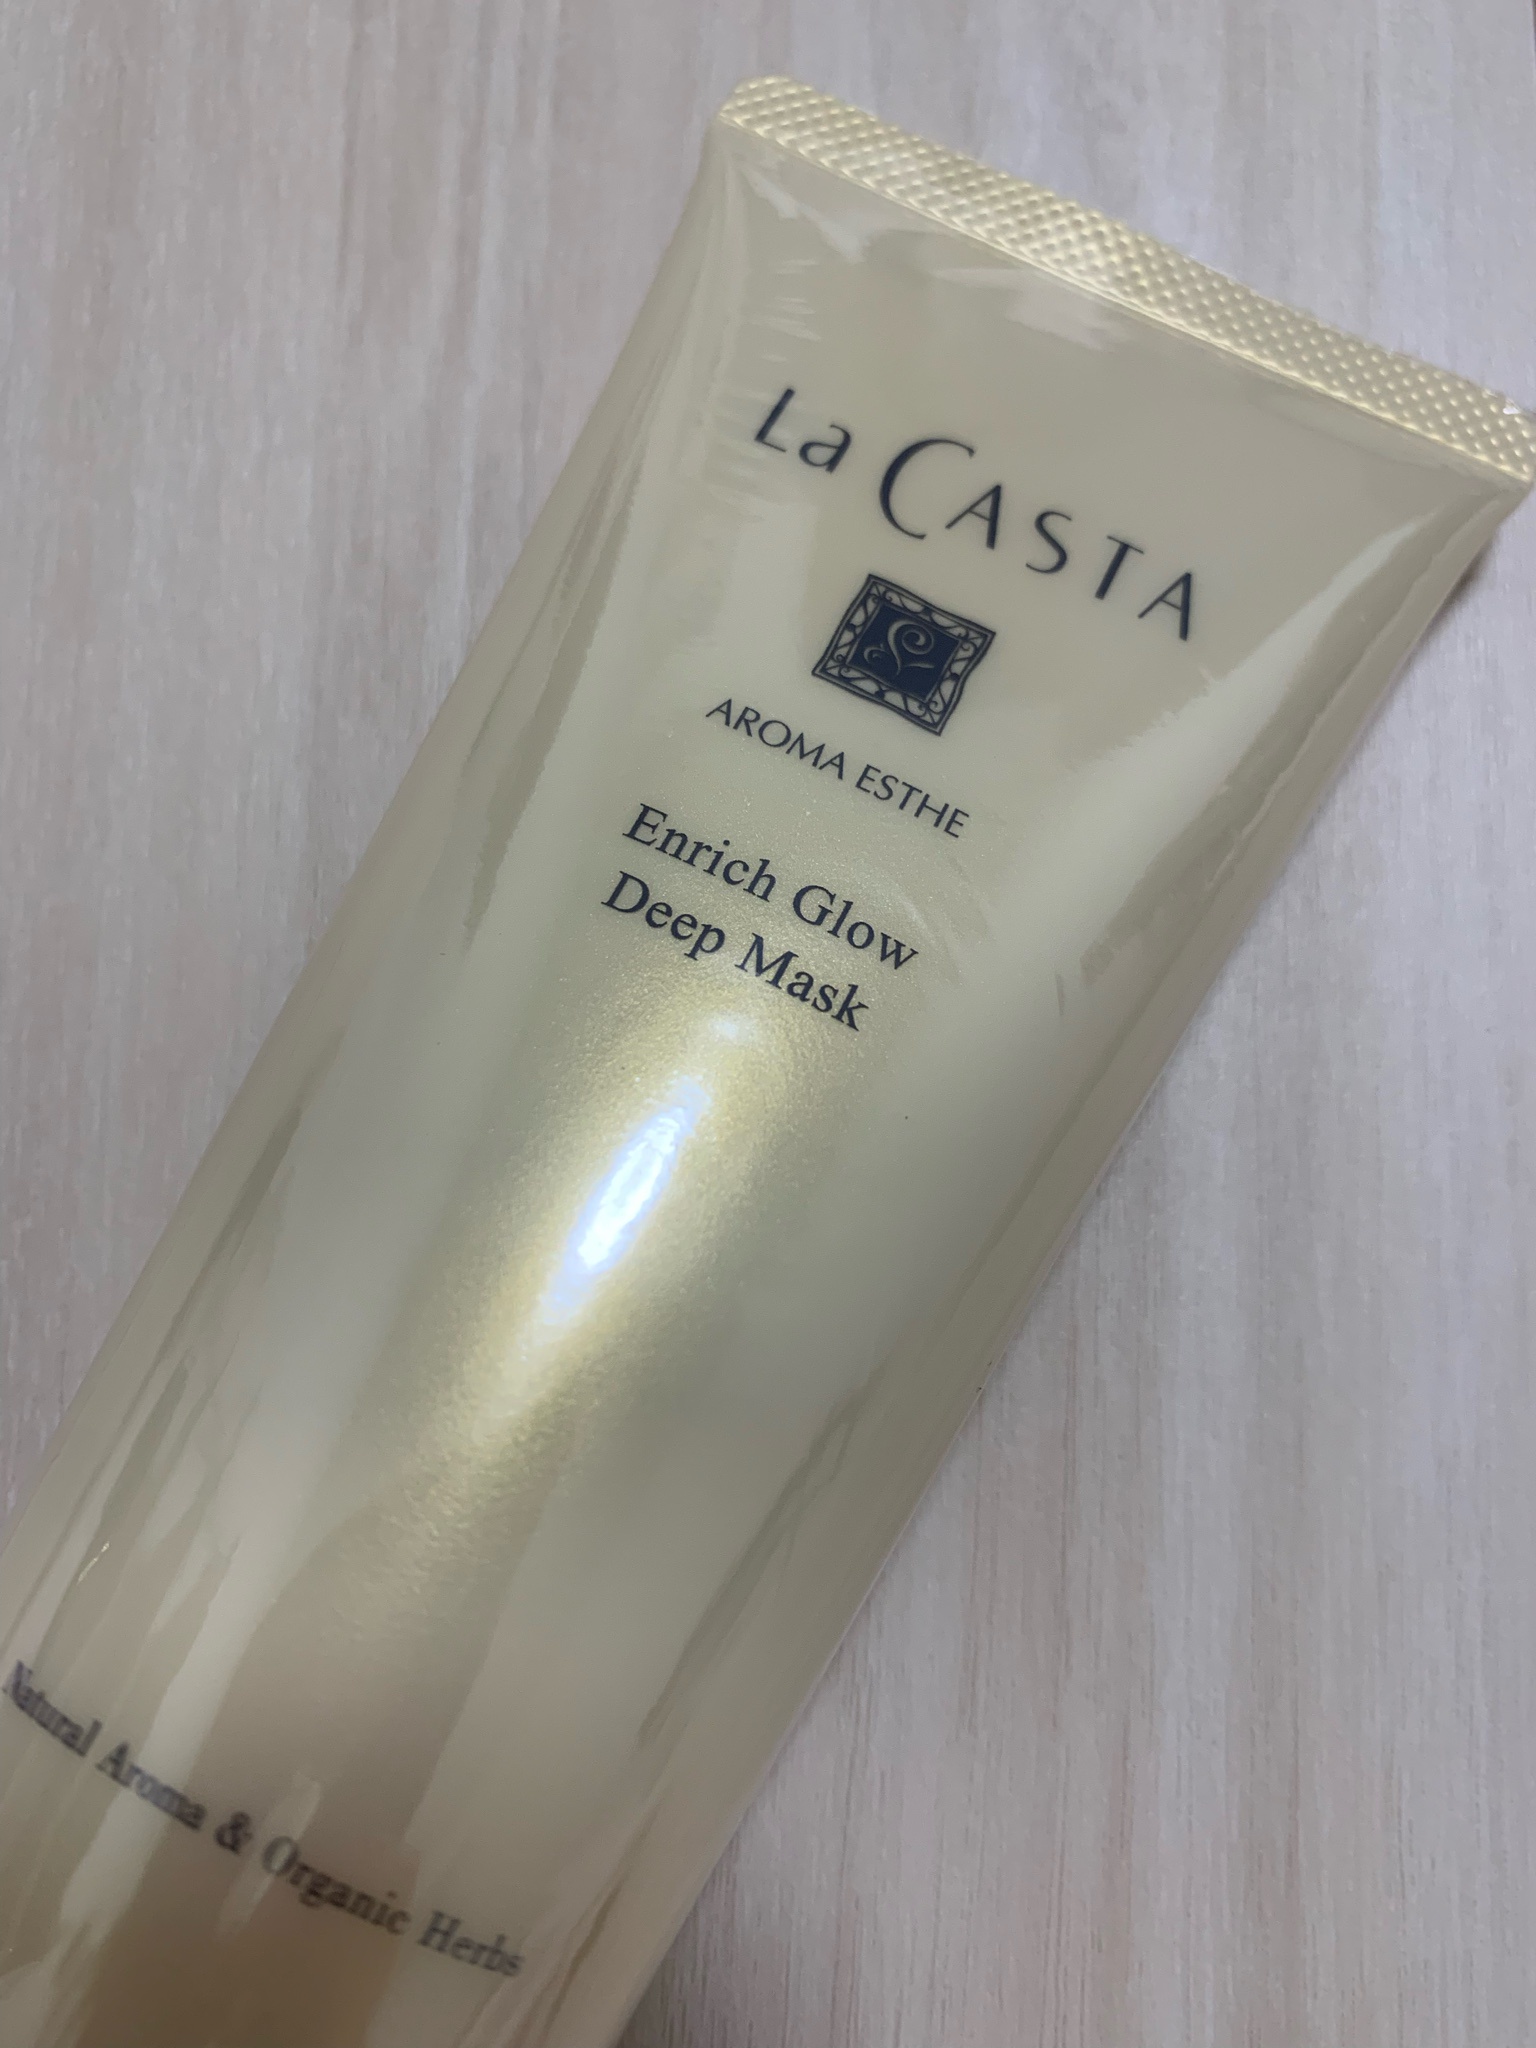 La CASTA
AROMA ESTHE
Enrich Glow
Deep Mask
Natural Aroma & Organic Herbs